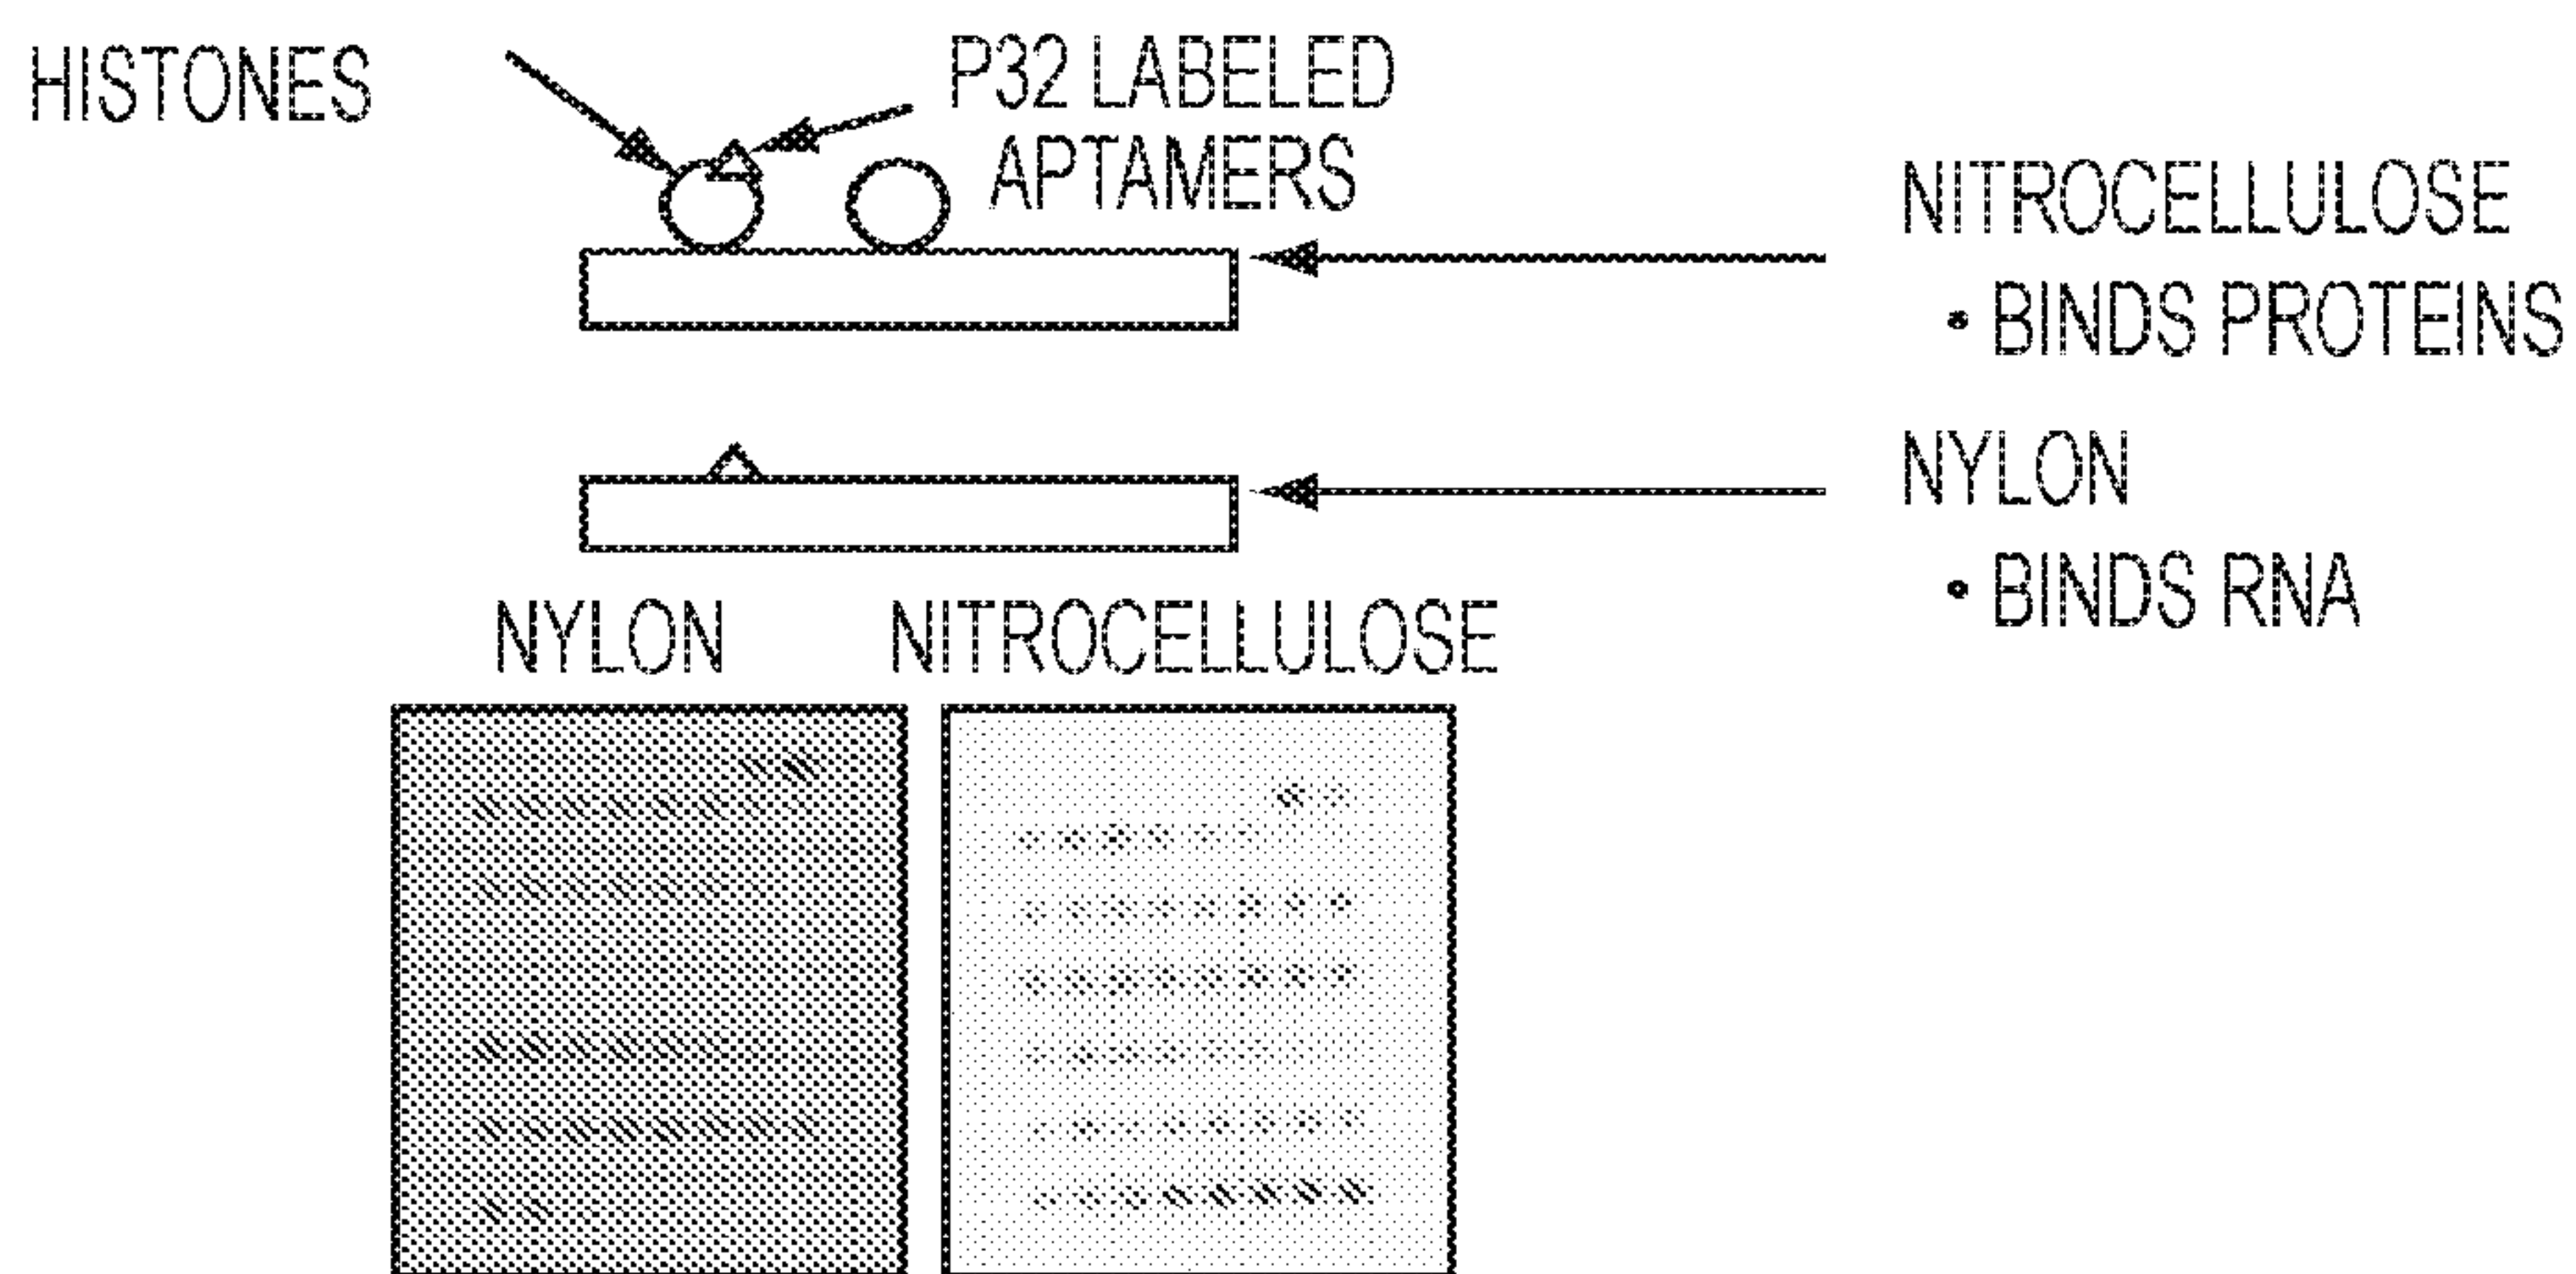 HISTONES
P32 LABELED
APTAMERS
NITROCELLULOSE
• BINDS PROTEINS
NYLON
• BINDS RNA
NYLON
NITROCELLULOSE